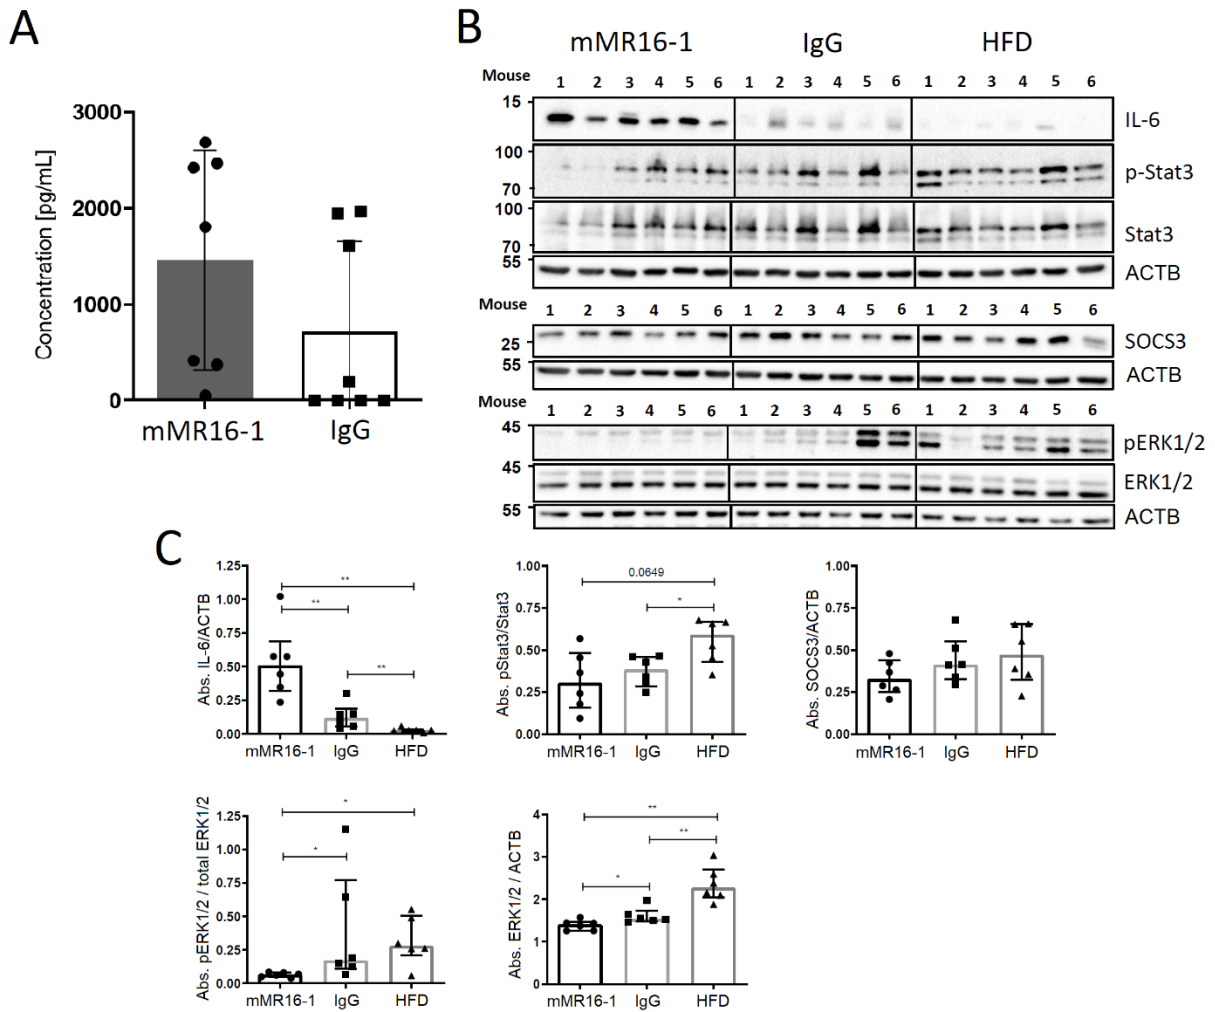 A
Concentration [pg/mL]
3000
2000
1000
0
mMR16-1 IgG
B
mMR16-1 IgG HFD
Mouse 1 2 3 4 5 6 1 2 3 4 5 6 1 2 3 4 5 6
15 IL-6
100
70 p-Stat3
100
70 Stat3
55 ACTB
Mouse 1 2 3 4 5 6 1 2 3 4 5 6 1 2 3 4 5 6
25 SOCS3
55 ACTB
Mouse 1 2 3 4 5 6 1 2 3 4 5 6 1 2 3 4 5 6
45 pERK1/2
45 ERK1/2
55 ACTB
C
Abs. IL-6/ACTB
1.25
1.00
0.75
0.50
0.25
0.00
**
**
**
mMR16-1 IgG HFD
Abs. pStat3/Stat3
1.00
0.75
0.50
0.25
0.00
0.0649
*
mMR16-1 IgG HFD
Abs. SOCS3/ACTB
1.00
0.75
0.50
0.25
0.00
mMR16-1 IgG HFD
Abs. pERK1/2 / total ERK1/2
1.25
1.00
0.75
0.50
0.25
0.00
*
*
mMR16-1 IgG HFD
Abs. ERK1/2 / ACTB
4
3
2
1
0
**
**
*
mMR16-1 IgG HFD